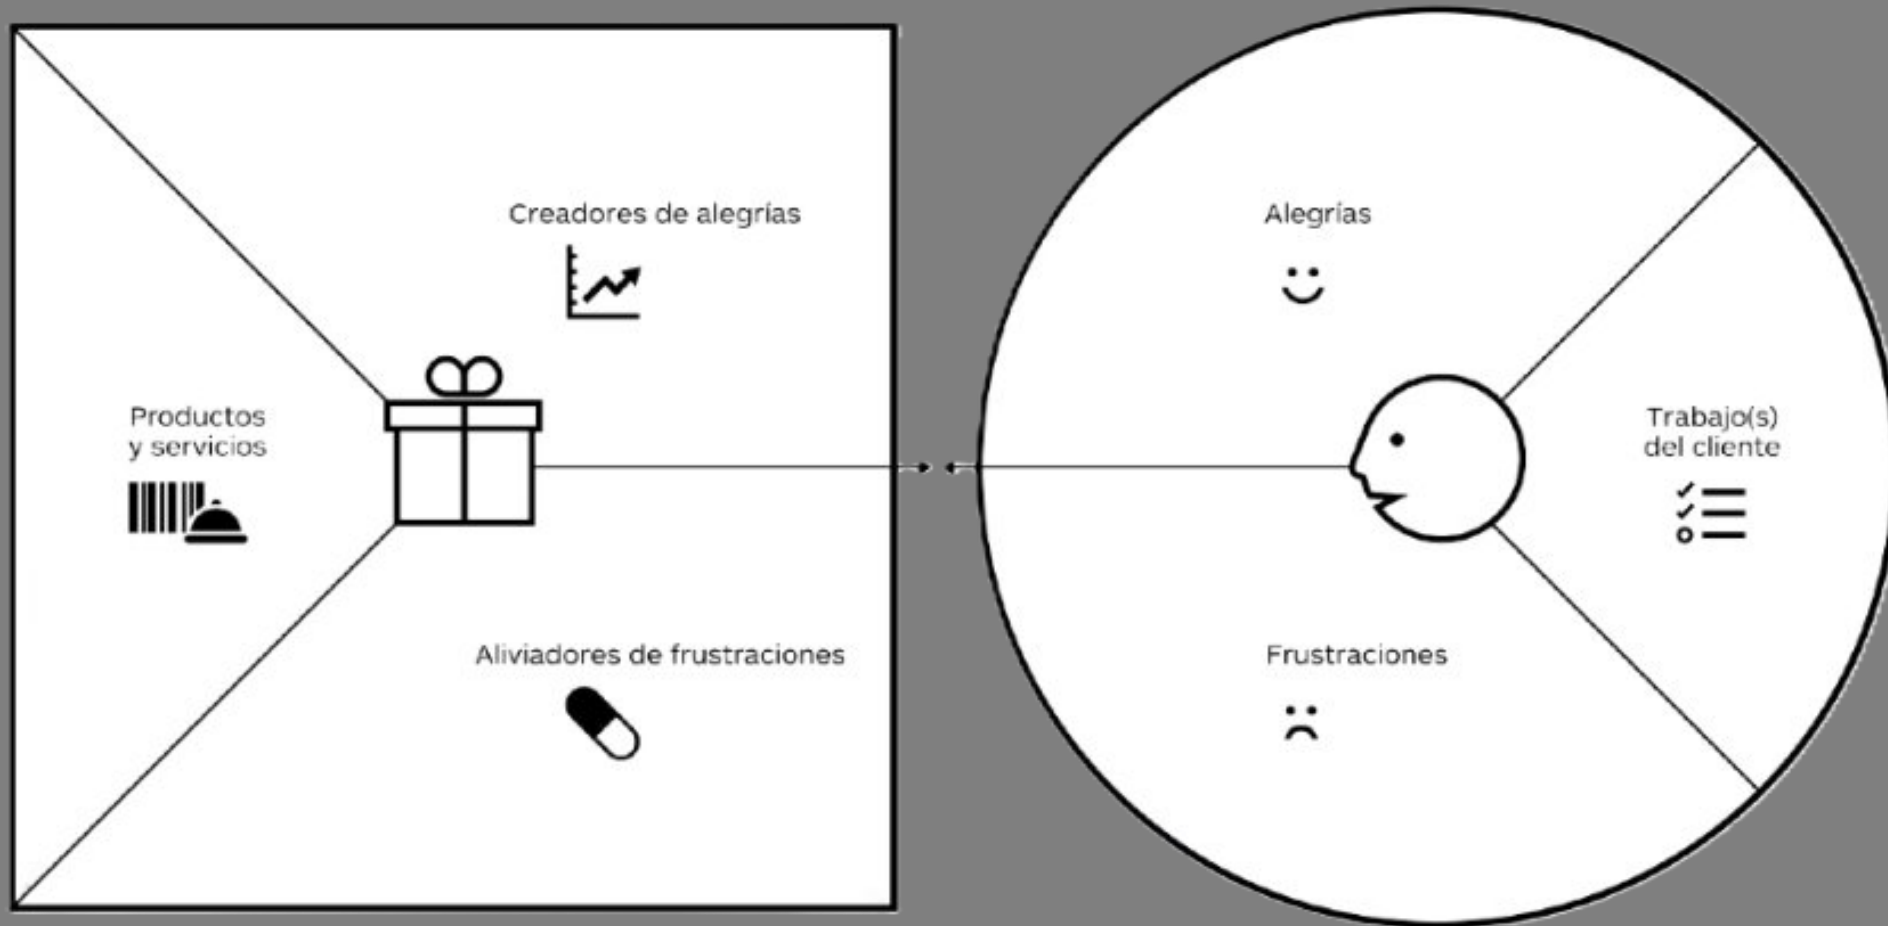 Creadores de alegrías
Productos
y servicios
Aliviadores de frustraciones
Alegrías
Trabajo(s)
del cliente
Frustraciones